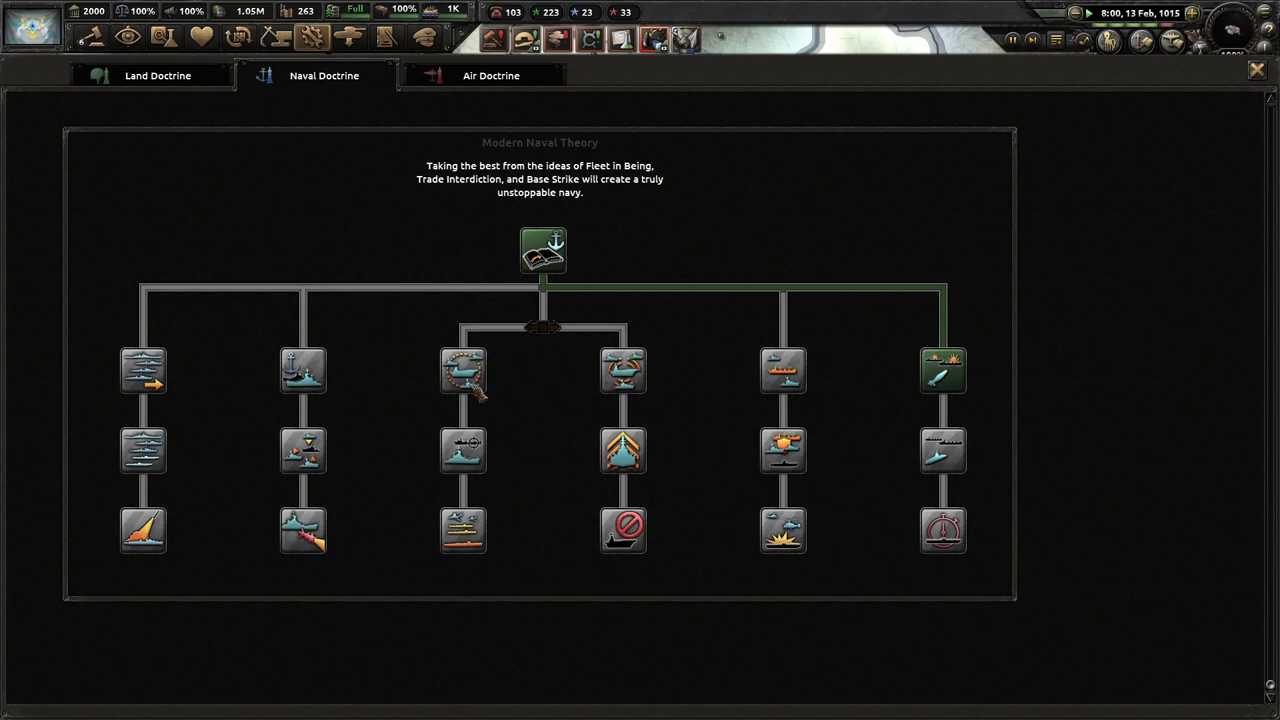 2000 100% 100% 1.05M 263 Full 100% 1K 103 223 23 33 8:00, 13 Feb, 1015
100%
Land Doctrine Naval Doctrine Air Doctrine
Modern Naval Theory
Taking the best from the ideas of Fleet in Being,
Trade Interdiction, and Base Strike will create a truly
unstoppable navy.